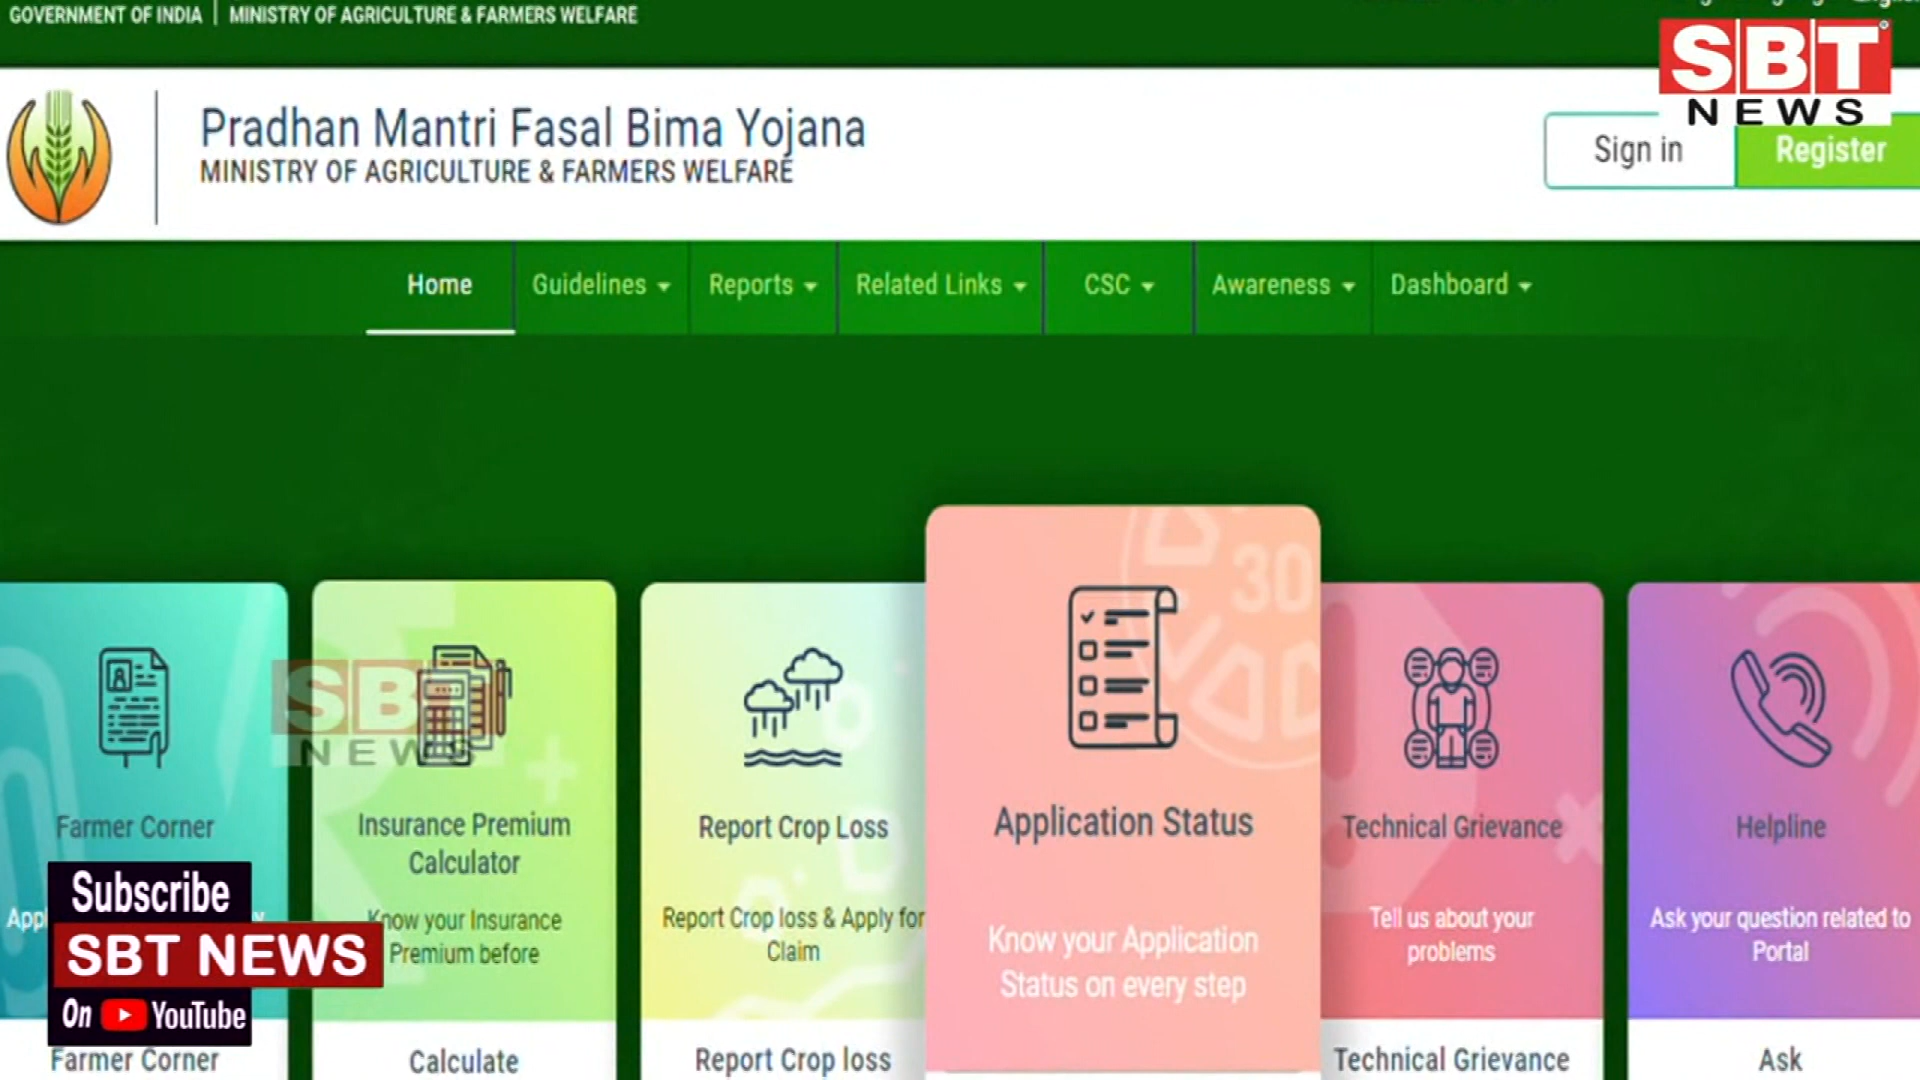 GOVERNMENT OF INDIA | MINISTRY OF AGRICULTURE & FARMERS WELFARE
SBT
NEWS
Pradhan Mantri Fasal Bima Yojana
MINISTRY OF AGRICULTURE & FARMERS WELFARE
Sign in
Register
Home
Guidelines
Reports
Related Links
CSC
Awareness
Dashboard
30
SBT
NEWS
Farmer Corner
Insurance Premium
Calculator
Know your Insurance
Premium before
Report Crop Loss
Report Crop loss & Apply for
Claim
Application Status
Know your Application
Status on every step
Technical Grievance
Tell us about your
problems
Helpline
Ask your question related to
Portal
Subscribe
SBT NEWS
On YouTube
Farmer Corner
Calculate
Report Crop loss
Technical Grievance
Ask